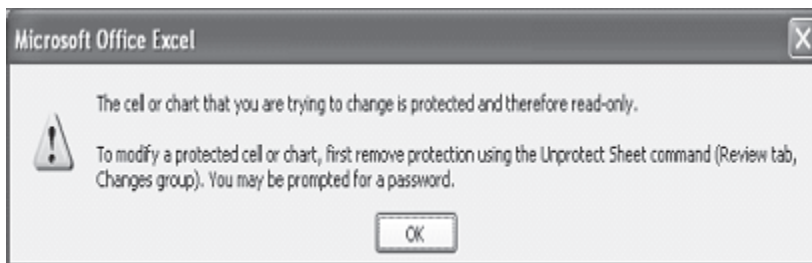 Microsoft Office Excel
The cell or chart that you are trying to change is protected and therefore read-only.
To modify a protected cell or chart, first remove protection using the Unprotect Sheet command (Review tab,
Changes group). You may be prompted for a password.
OK